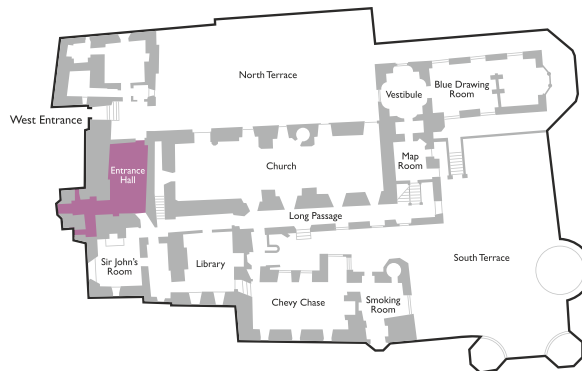 North Terrace
Vestibule
Blue Drawing
Room
West Entrance
Entrance
Hall
Church
Map
Room
Long Passage
Sir John's
Room
Library
South Terrace
Chevy Chase
Smoking
Room